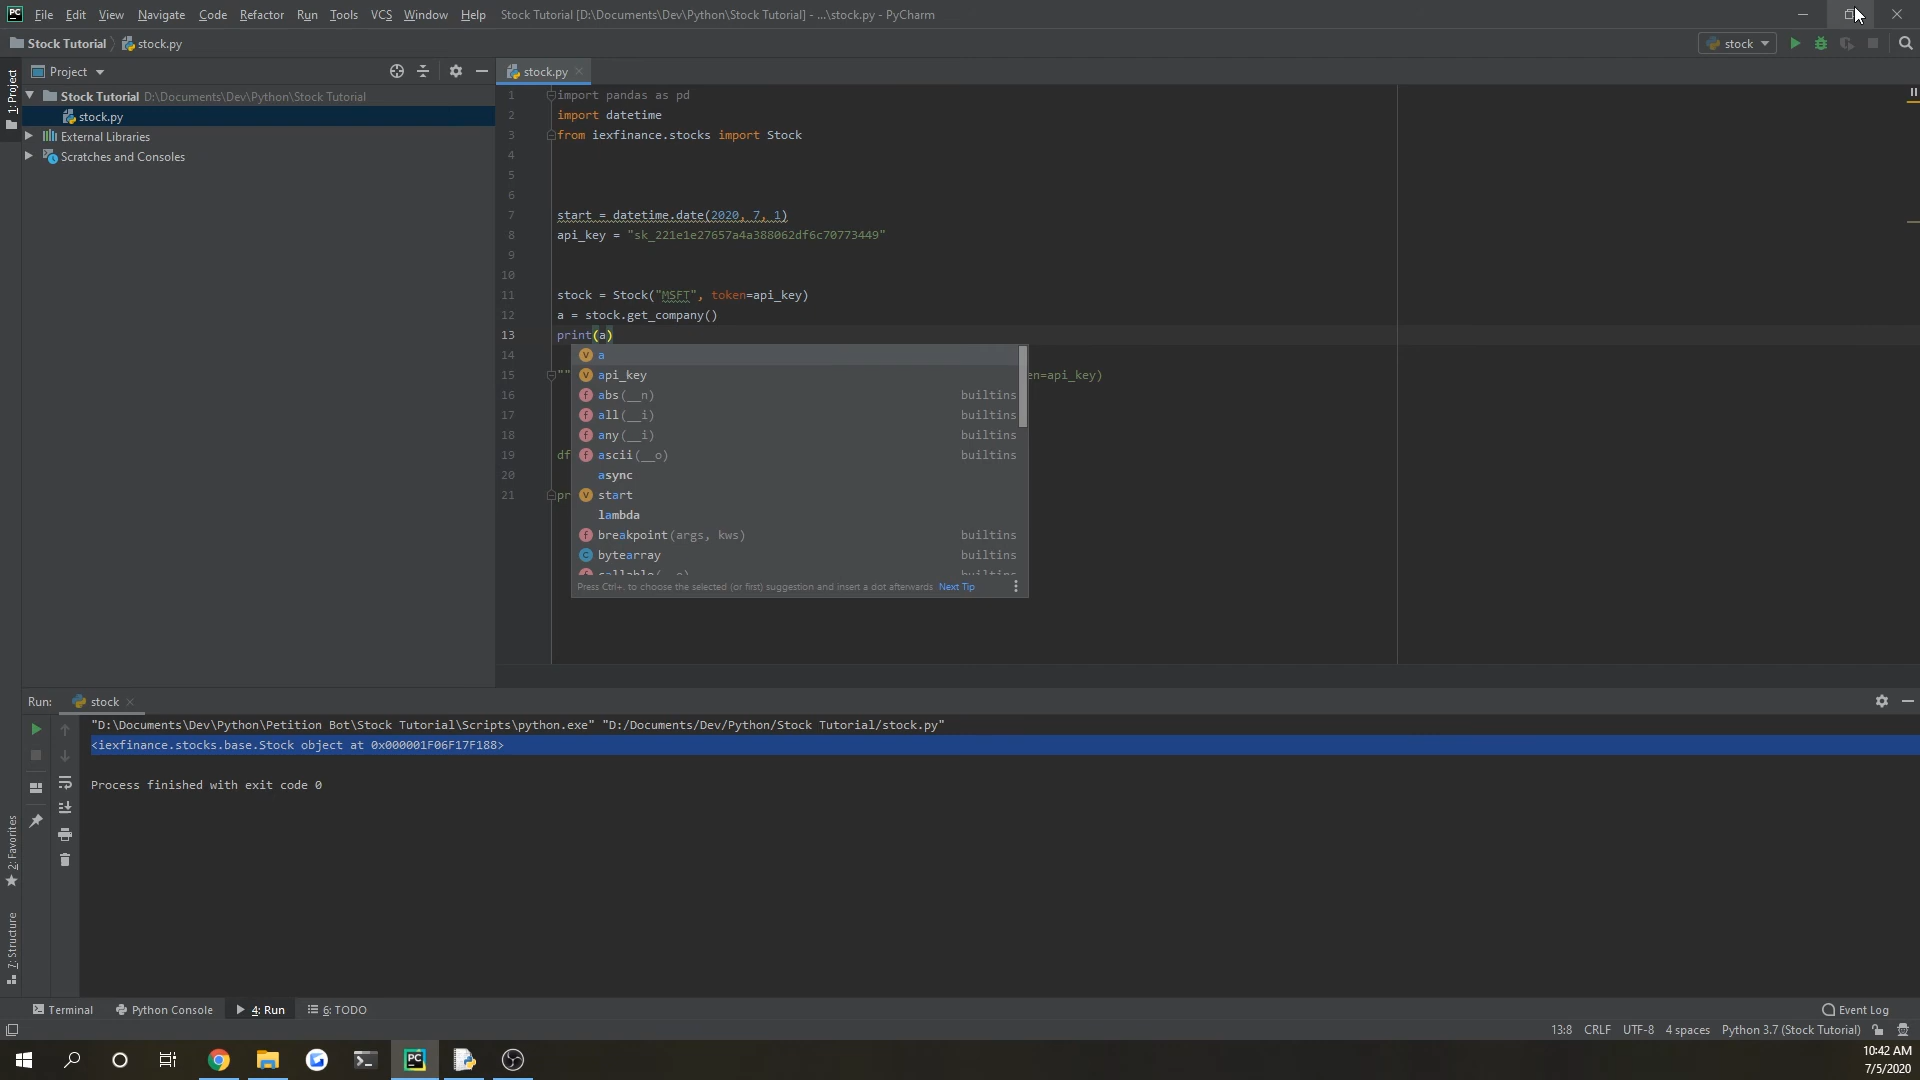 PC File Edit View Navigate Code Refactor Run Tools VCS Window Help Stock Tutorial [D:\Documents\Dev\Python\Stock Tutorial] - ...\stock.py - PyCharm
Stock Tutorial stock.py stock
1: Project
Project stock.py
Stock Tutorial D:\Documents\Dev\Python\Stock Tutorial
stock.py
External Libraries
Scratches and Consoles
1 import pandas as pd
2 import datetime
3 from iexfinance.stocks import Stock
4
5
6
7 start = datetime.date(2020, 7, 1)
8 api_key = "sk_221e1e27657a4a388062df6c70773449"
9
10
11 stock = Stock("MSFT", token=api_key)
12 a = stock.get_company()
13 print(a)
14
15 "" en=api_key)
16
17
18
19 df
20
21 pr
a
api_key
abs(__n) builtins
all(__i) builtins
any(__i) builtins
ascii(__o) builtins
async
start
lambda
breakpoint(args, kws) builtins
bytearray builtins
Press Ctrl+. to choose the selected (or first) suggestion and insert a dot afterwards Next Tip
Run: stock
"D:\Documents\Dev\Python\Petition Bot\Stock Tutorial\Scripts\python.exe" "D:/Documents/Dev/Python/Stock Tutorial/stock.py"
<iexfinance.stocks.base.Stock object at 0x000001F06F17F188>
Process finished with exit code 0
2: Favorites
7: Structure
Terminal Python Console 4: Run 6: TODO Event Log
13:8 CRLF UTF-8 4 spaces Python 3.7 (Stock Tutorial)
PC
10:42 AM
7/5/2020